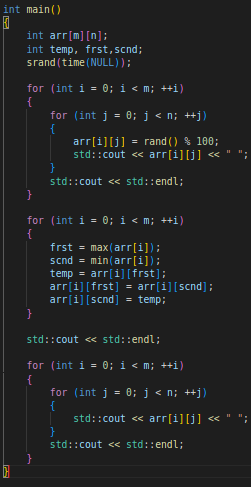 int main()
{
int arr[m][n];
int temp, frst,scnd;
srand(time(NULL));
for (int i = 0; i < m; ++i)
{
for (int j = 0; j < n; ++j)
{
arr[i][j] = rand() % 100;
std::cout << arr[i][j] << " ";
}
std::cout << std::endl;
}
for (int i = 0; i < m; ++i)
{
frst = max(arr[i]);
scnd = min(arr[i]);
temp = arr[i][frst];
arr[i][frst] = arr[i][scnd];
arr[i][scnd] = temp;
}
std::cout << std::endl;
for (int i = 0; i < m; ++i)
{
for (int j = 0; j < n; ++j)
{
std::cout << arr[i][j] << " ";
}
std::cout << std::endl;
}
}